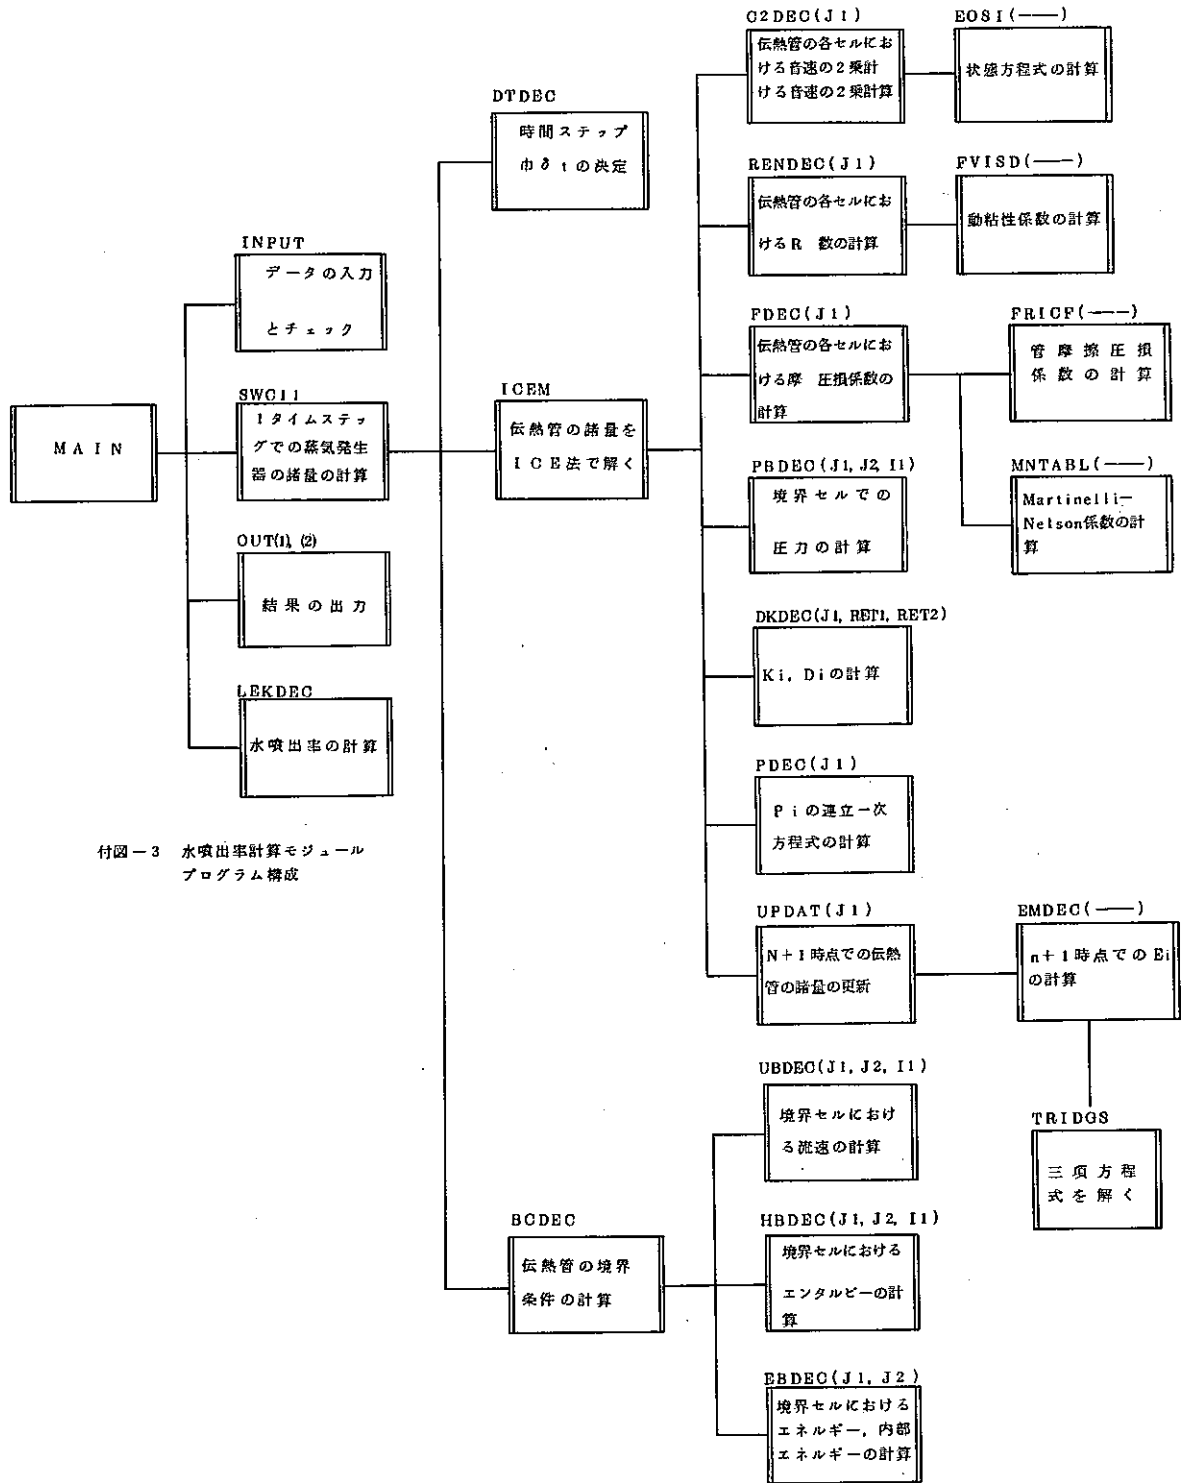 MAIN
INPUT
データの入力
とチェック
SWC11
1タイムステッ
プでの蒸気発生
器の諸量の計算
OUT(1), (2)
結果の出力
LEKDEC
水噴出率の計算
付図-3 水噴出率計算モジュール
プログラム構成
DTDEC
時間ステップ
巾δtの決定
ICEM
伝熱管の諸量を
ICE法で解く
BCDEC
伝熱管の境界
条件の計算
C2DEC(J1)
伝熱管の各セルにお
ける音速の2乗計
ける音速の2乗計算
EOSI(——)
状態方程式の計算
RENDEC(J1)
伝熱管の各セルにお
けるR 数の計算
FVISD(——)
動粘性係数の計算
FDEC(J1)
伝熱管の各セルにお
ける摩 圧損係数の
計算
FRICF(——)
管摩擦圧損
係数の計算
MNTABL(——)
Martinelli—
Nelson係数の計
算
PBDEC(J1, J2, I1)
境界セルでの
圧力の計算
DKDEC(J1, RET1, RET2)
Ki, Diの計算
PDEC(J1)
Piの連立一次
方程式の計算
UPDAT(J1)
N+1時点での伝熱
管の諸量の更新
EMDEC(——)
n+1時点でのEi
の計算
TRIDGS
三項方程
式を解く
UBDEC(J1, J2, I1)
境界セルにおけ
る流速の計算
HBDEC(J1, J2, I1)
境界セルにおける
エンタルピーの計
算
EBDEC(J1, J2)
境界セルにおける
エネルギー, 内部
エネルギーの計算